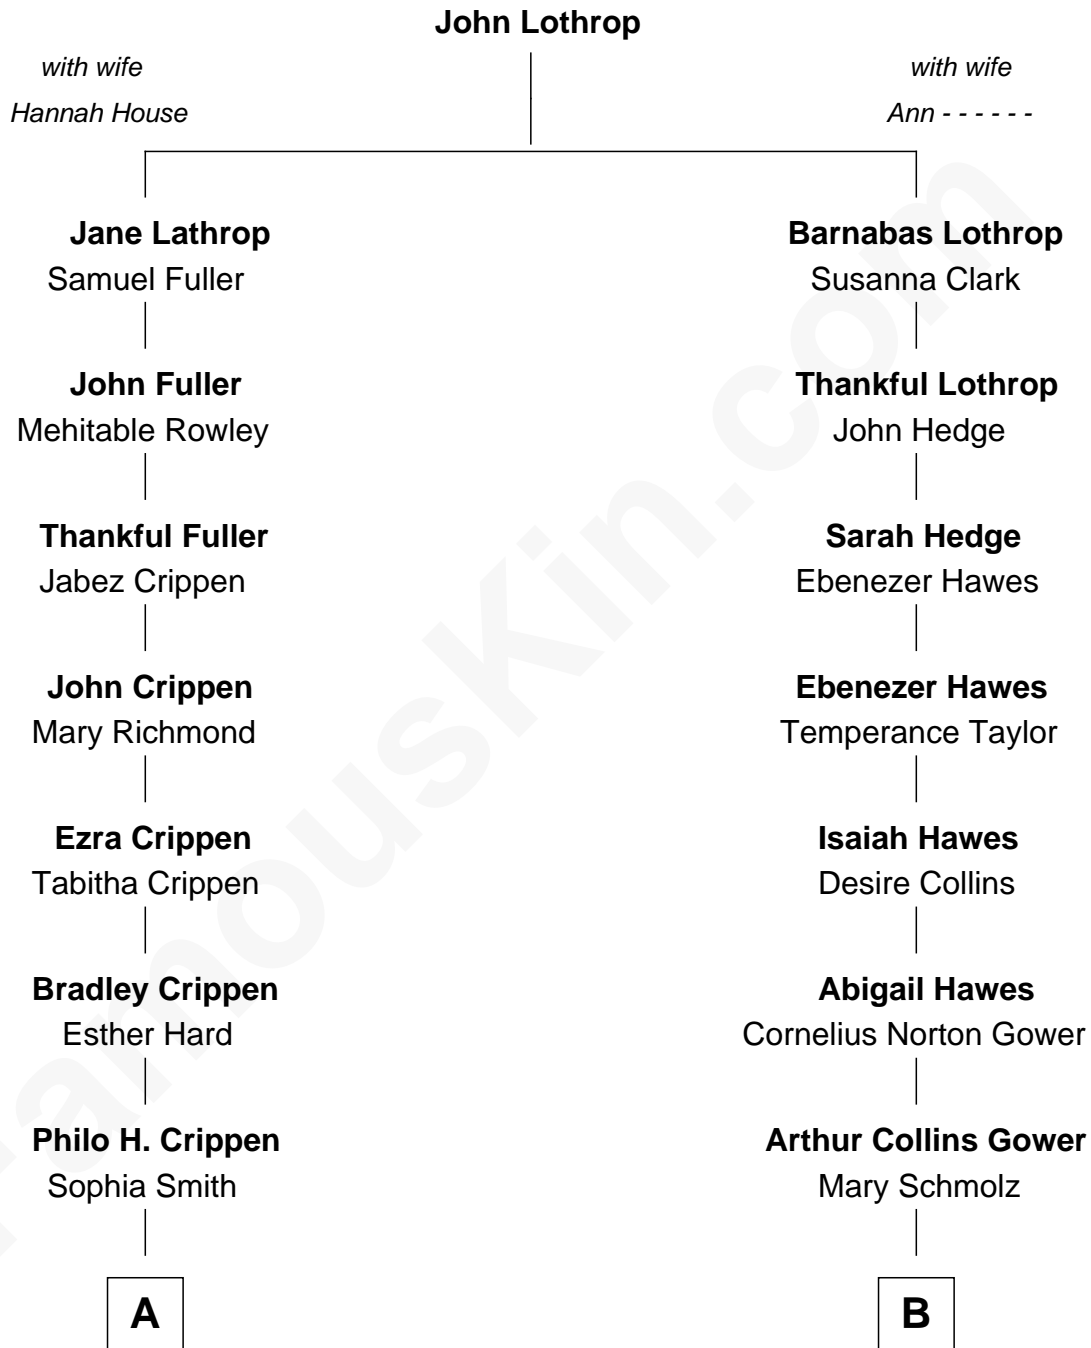 John Lothrop
with wife
Hannah House
with wife
Ann - - - - - -
Jane Lathrop
Samuel Fuller
Barnabas Lothrop
Susanna Clark
John Fuller
Mehitable Rowley
Thankful Lothrop
John Hedge
Thankful Fuller
Jabez Crippen
Sarah Hedge
Ebenezer Hawes
John Crippen
Mary Richmond
Ebenezer Hawes
Temperance Taylor
Ezra Crippen
Tabitha Crippen
Isaiah Hawes
Desire Collins
Bradley Crippen
Esther Hard
Abigail Hawes
Cornelius Norton Gower
Philo H. Crippen
Sophia Smith
Arthur Collins Gower
Mary Schmolz
A
B
FamousKin.com